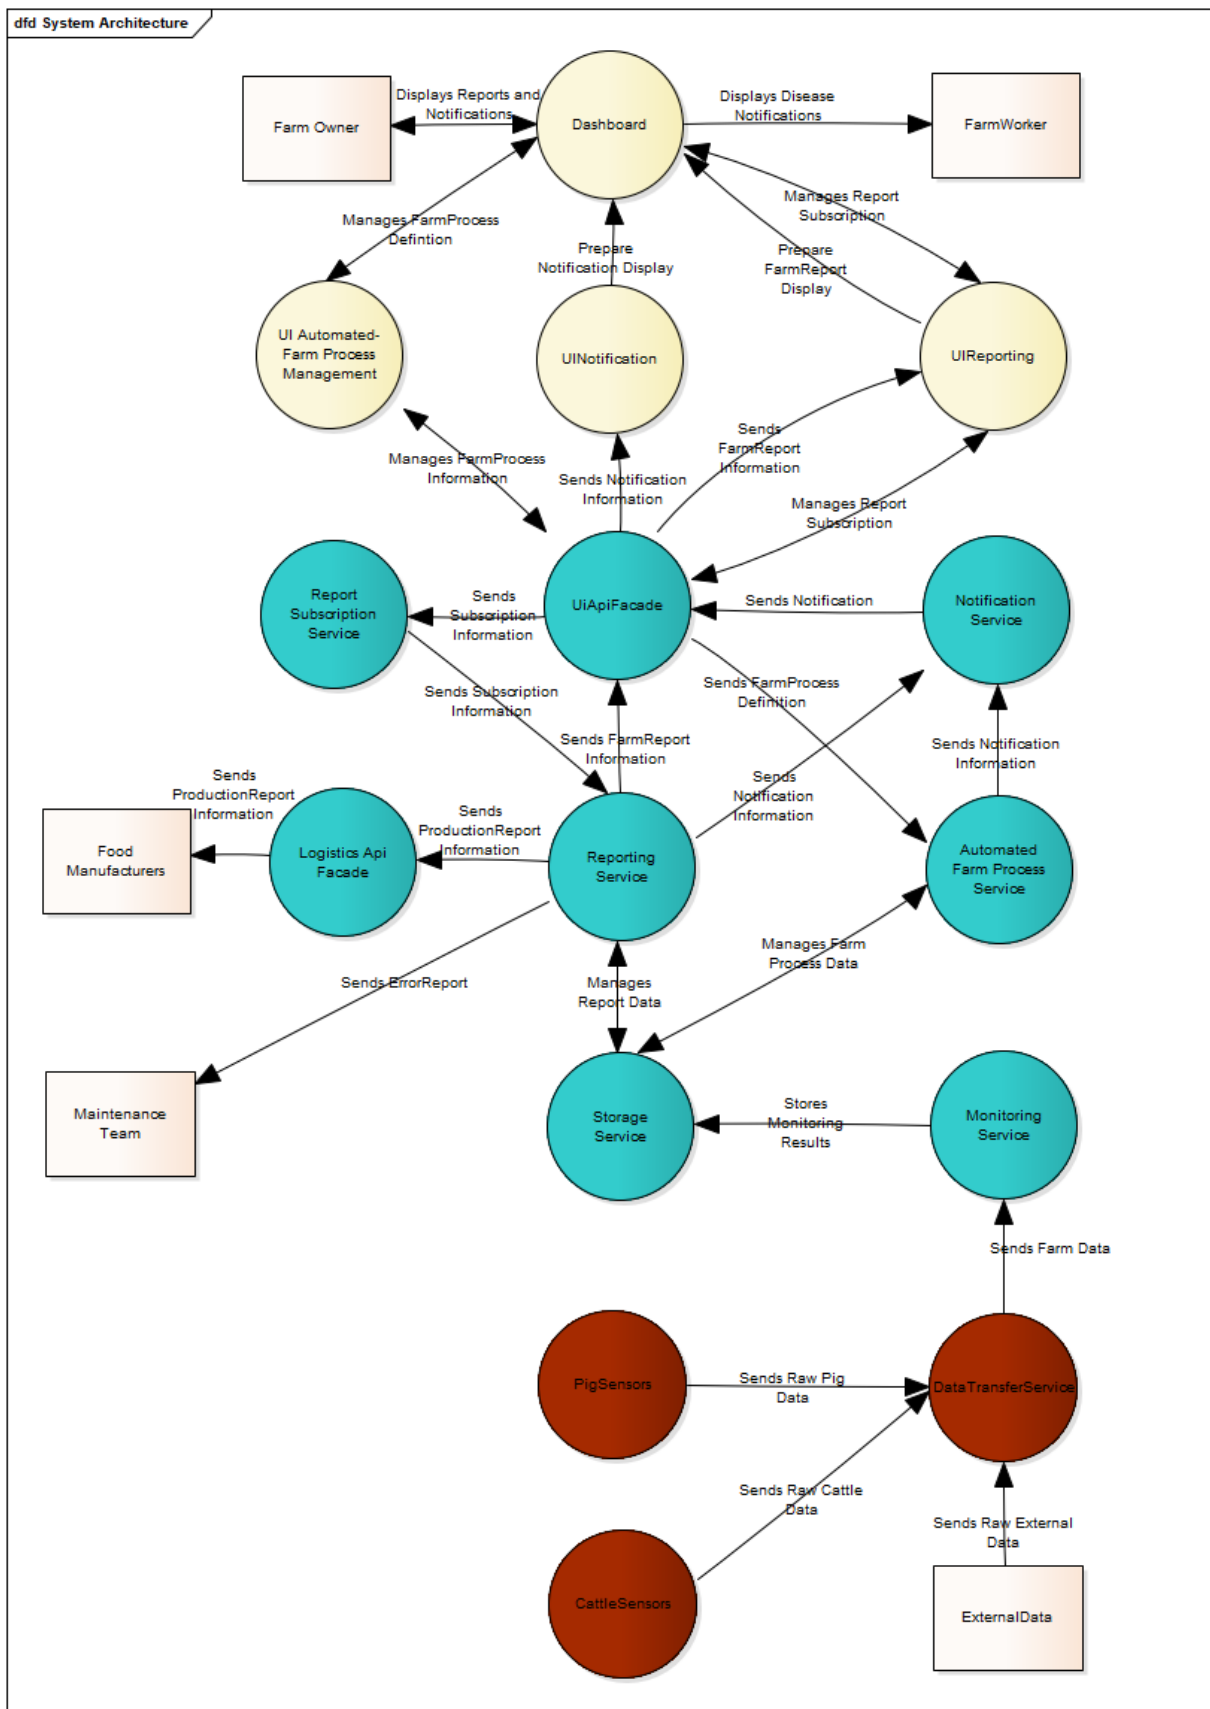 dfd System Architecture
Farm Owner
Displays Reports and
Notifications
Dashboard
Displays Disease
Notifications
FarmWorker
Manages FarmProcess
Defintion
Prepare
Notification Display
Manages Report
Subscription
Prepare
FarmReport
Display
UI Automated-
Farm Process
Management
UINotification
UIReporting
Manages FarmProcess
Information
Sends Notification
Information
Sends
FarmReport
Information
Manages Report
Subscription
Report
Subscription
Service
Sends
Subscription
Information
UiApiFacade
Sends Notification
Notification
Service
Sends Subscription
Information
Sends FarmReport
Information
Sends FarmProcess
Definition
Sends
Notification
Information
Sends Notification
Information
Sends
ProductionReport
Information
Food
Manufacturers
Logistics Api
Facade
Sends
ProductionReport
Information
Reporting
Service
Automated
Farm Process
Service
Sends ErrorReport
Manages
Report Data
Manages Farm
Process Data
Maintenance
Team
Storage
Service
Stores
Monitoring
Results
Monitoring
Service
Sends Farm Data
PigSensors
Sends Raw Pig
Data
DataTransferService
Sends Raw Cattle
Data
Sends Raw External
Data
CattleSensors
ExternalData